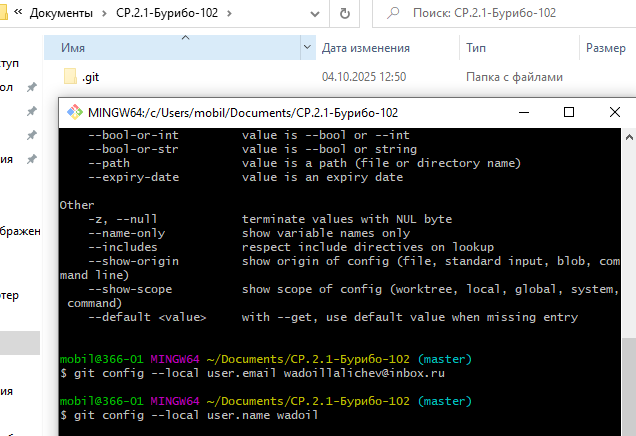 « Документы > СР.2.1-Бурибо-102 >
Поиск: СР.2.1-Бурибо-102
Имя Дата изменения Тип Размер
.git 04.10.2025 12:50 Папка с файлами
ступ
ол
ия
бражен
тер
ия
MINGW64:/c/Users/mobil/Documents/СР.2.1-Бурибо-102
--bool-or-int value is --bool or --int
--bool-or-str value is --bool or string
--path value is a path (file or directory name)
--expiry-date value is an expiry date
Other
-z, --null terminate values with NUL byte
--name-only show variable names only
--includes respect include directives on lookup
--show-origin show origin of config (file, standard input, blob, com
mand line)
--show-scope show scope of config (worktree, local, global, system,
command)
--default <value> with --get, use default value when missing entry
mobil@366-01 MINGW64 ~/Documents/СР.2.1-Бурибо-102 (master)
$ git config --local user.email wadoillalichev@inbox.ru
mobil@366-01 MINGW64 ~/Documents/СР.2.1-Бурибо-102 (master)
$ git config --local user.name wadoil